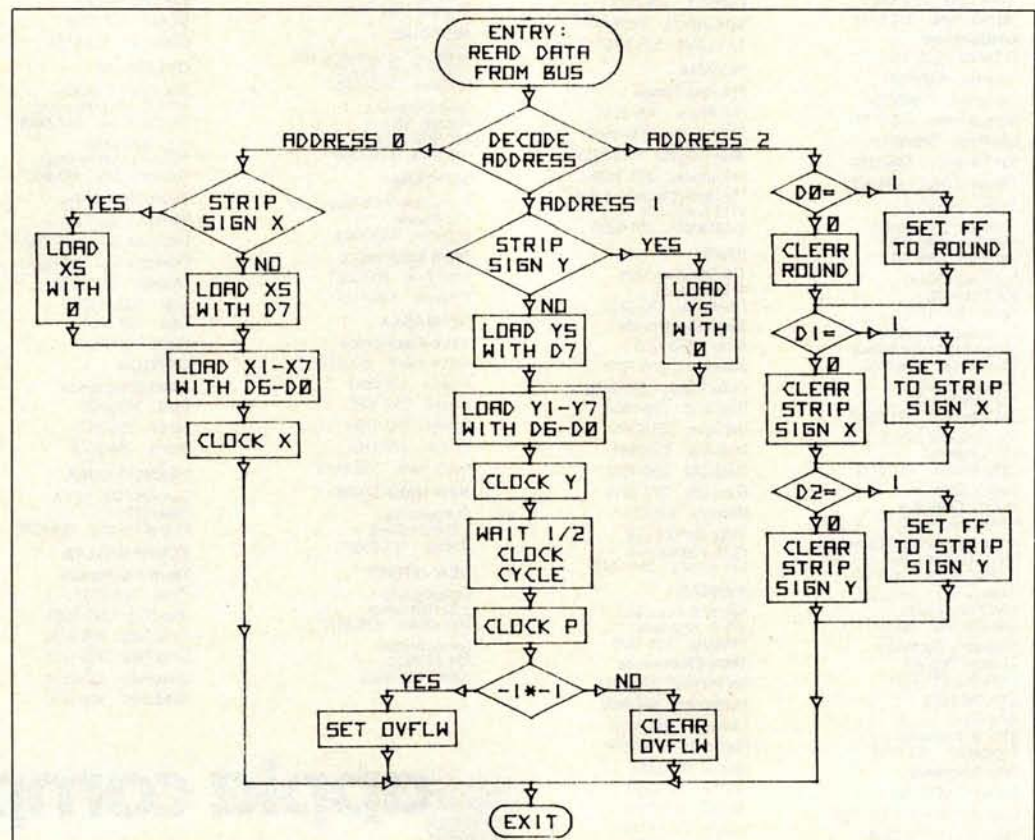 ENTRY:
READ DATA
FROM BUS
DECODE
ADDRESS
ADDRESS 0
ADDRESS 2
ADDRESS 1
STRIP
SIGN X
YES
NO
LOAD
XS
WITH
0
LOAD XS
WITH D7
LOAD X1-X7
WITH D6-D0
CLOCK X
STRIP
SIGN Y
YES
NO
LOAD YS
WITH D7
LOAD
YS
WITH
0
LOAD Y1-Y7
WITH D6-D0
CLOCK Y
WAIT 1/2
CLOCK
CYCLE
CLOCK P
-1*-1
YES
NO
SET OVFLW
CLEAR
OVFLW
D0=
1
0
CLEAR
ROUND
SET FF
TO ROUND
D1=
1
0
CLEAR
STRIP
SIGN X
SET FF
TO STRIP
SIGN X
D2=
1
0
CLEAR
STRIP
SIGN Y
SET FF
TO STRIP
SIGN Y
EXIT